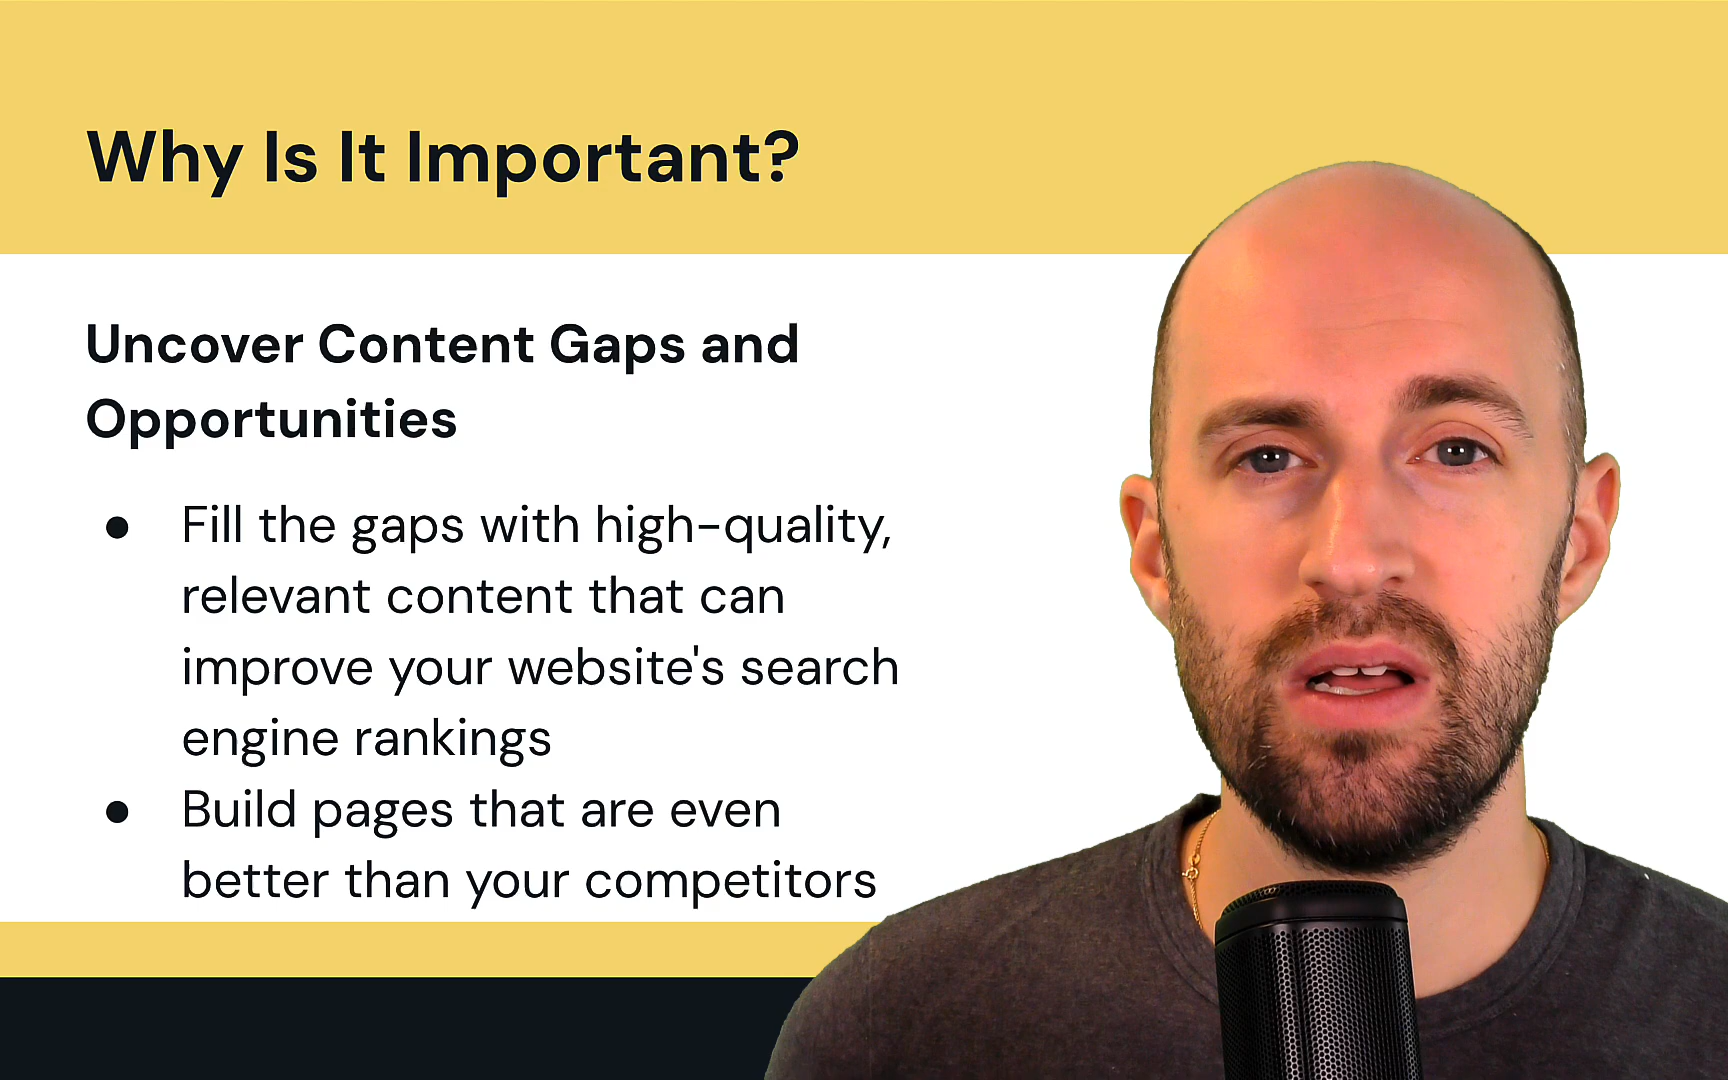 Why Is It Important?
Uncover Content Gaps and
Opportunities
● Fill the gaps with high-quality,
relevant content that can
improve your website's search
engine rankings
● Build pages that are even
better than your competitors